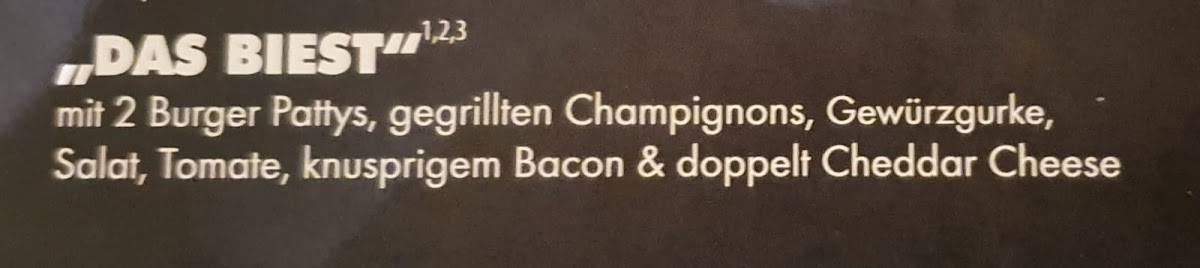 „DAS BIEST“1,2,3
mit 2 Burger Pattys, gegrillten Champignons, Gewürzgurke,
Salat, Tomate, knusprigem Bacon & doppelt Cheddar Cheese